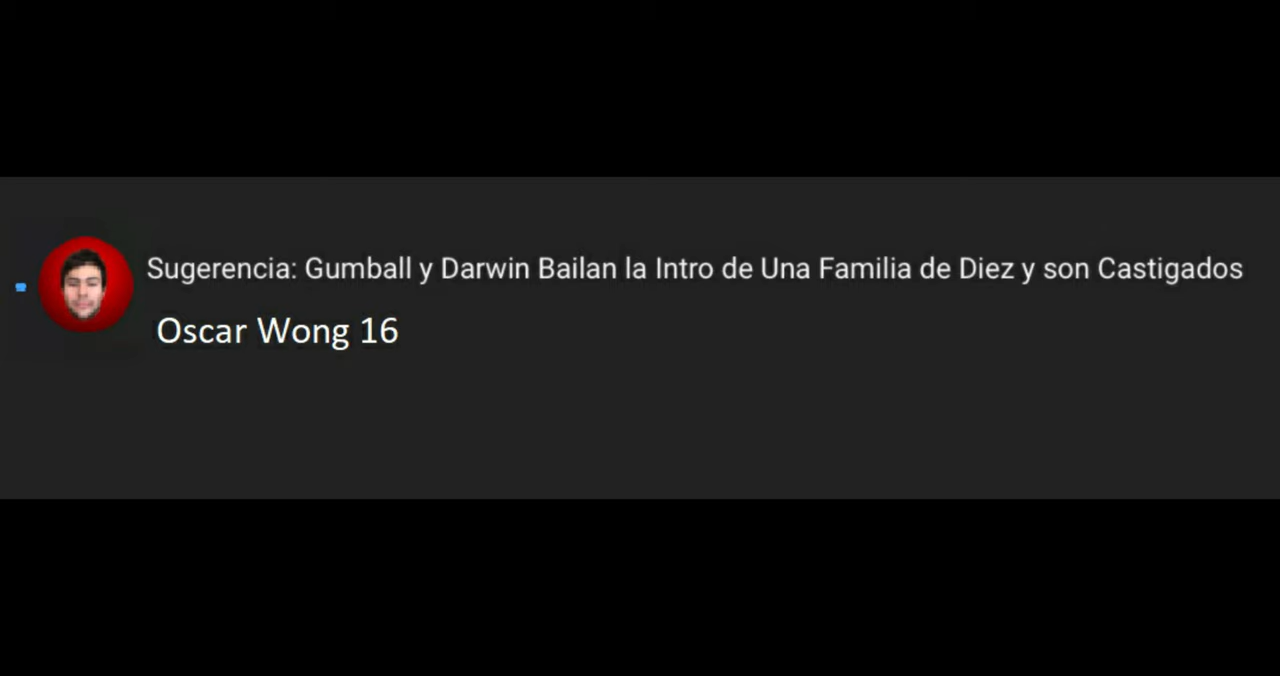 Sugerencia: Gumball y Darwin Bailan la Intro de Una Familia de Diez y son Castigados
Oscar Wong 16